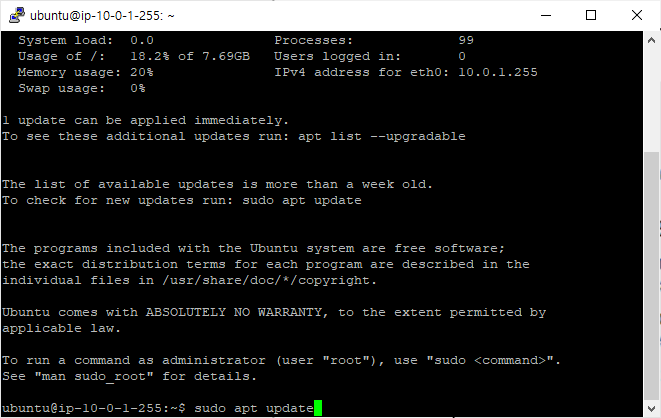 ubuntu@ip-10-0-1-255: ~
System load:  0.0                Processes:             99
Usage of /:   18.2% of 7.69GB   Users logged in:       0
Memory usage: 20%                IPv4 address for eth0: 10.0.1.255
Swap usage:   0%
1 update can be applied immediately.
To see these additional updates run: apt list --upgradable
The list of available updates is more than a week old.
To check for new updates run: sudo apt update
The programs included with the Ubuntu system are free software;
the exact distribution terms for each program are described in the
individual files in /usr/share/doc/*/copyright.
Ubuntu comes with ABSOLUTELY NO WARRANTY, to the extent permitted by
applicable law.
To run a command as administrator (user "root"), use "sudo <command>".
See "man sudo_root" for details.
ubuntu@ip-10-0-1-255:~$ sudo apt update